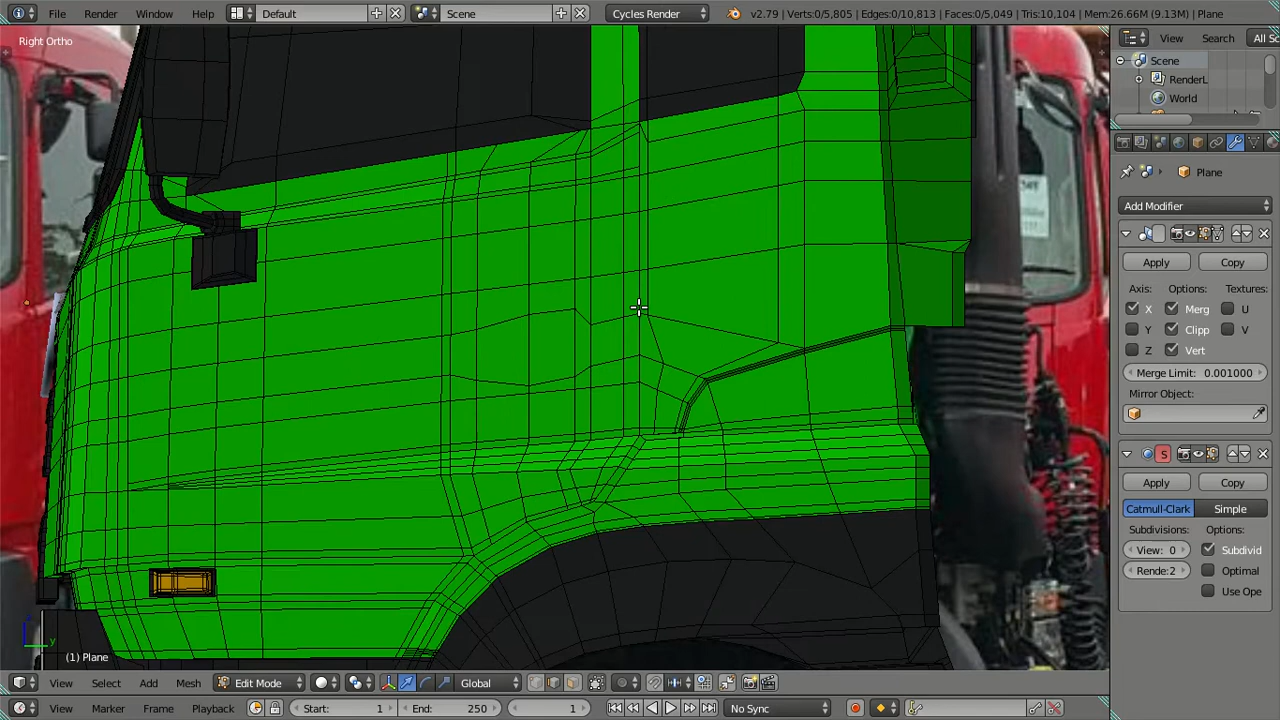 File Render Window Help Default Scene Cycles Render v2.79 | Verts:0/5,805 | Edges:0/10,813 | Faces:0/5,049 | Tris:10,104 | Mem:26.66M (9.13M) | Plane
Right Ortho
View Search All Sc
Scene
RenderL
World
Plane
Add Modifier
Apply Copy
Axis: Options: Textures:
X Merg U
Y Clipp V
Z Vert
Merge Limit: 0.001000
Mirror Object:
S
Apply Copy
Catmull-Clark Simple
Subdivisions: Options:
View: 0 Subdivid
Rende:2 Optimal
Use Ope
z
y
(1) Plane
View Select Add Mesh Edit Mode Global
View Marker Frame Playback Start: 1 End: 250 1 No Sync